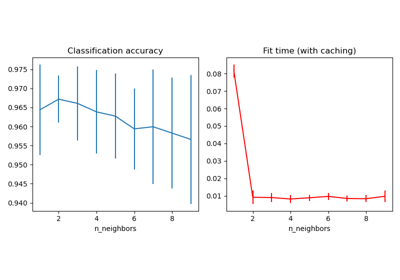 Classification accuracy
0.975
0.970
0.965
0.960
0.955
0.950
0.945
0.940
2 4 6 8
n_neighbors
Fit time (with caching)
0.08
0.07
0.06
0.05
0.04
0.03
0.02
0.01
2 4 6 8
n_neighbors